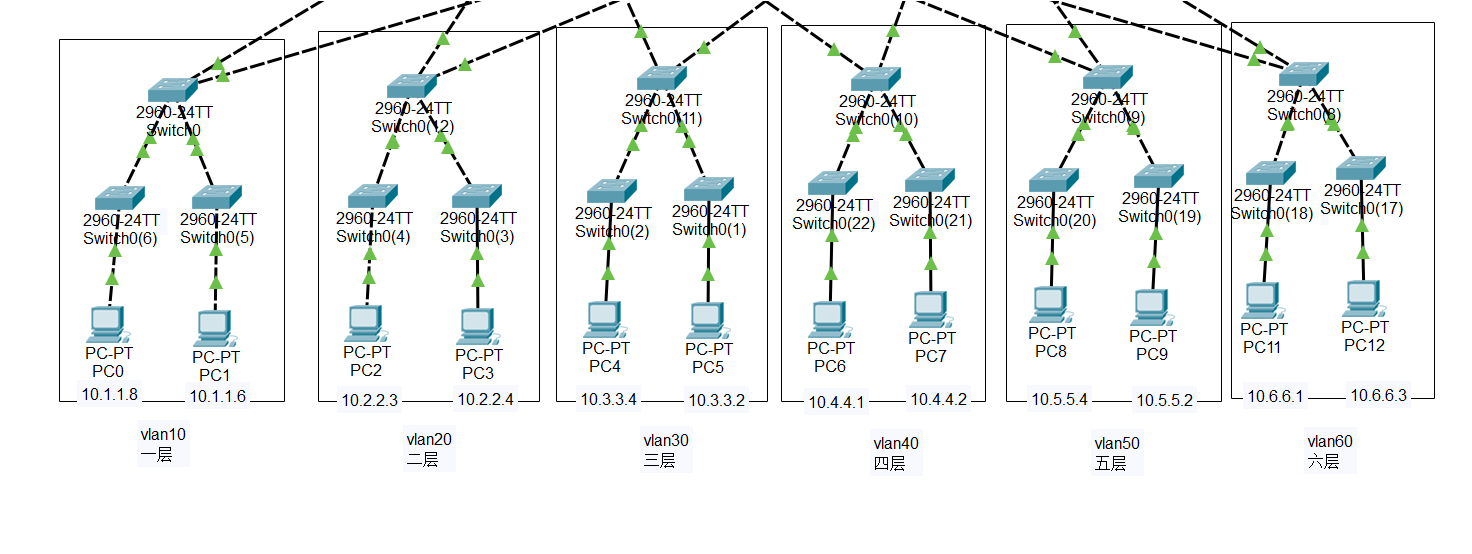 2960-24TT
Switch0
2960-24TT
Switch0(6)
2960-24TT
Switch0(5)
PC-PT
PC0
PC-PT
PC1
10.1.1.8
10.1.1.6
vlan10
一层
2960-24TT
Switch0(12)
2960-24TT
Switch0(4)
2960-24TT
Switch0(3)
PC-PT
PC2
PC-PT
PC3
10.2.2.3
10.2.2.4
vlan20
二层
2960-24TT
Switch0(11)
2960-24TT
Switch0(2)
2960-24TT
Switch0(1)
PC-PT
PC4
PC-PT
PC5
10.3.3.4
10.3.3.2
vlan30
三层
2960-24TT
Switch0(10)
2960-24TT
Switch0(22)
2960-24TT
Switch0(21)
PC-PT
PC6
PC-PT
PC7
10.4.4.1
10.4.4.2
vlan40
四层
2960-24TT
Switch0(9)
2960-24TT
Switch0(20)
2960-24TT
Switch0(19)
PC-PT
PC8
PC-PT
PC9
10.5.5.4
10.5.5.2
vlan50
五层
2960-24TT
Switch0(8)
2960-24TT
Switch0(18)
2960-24TT
Switch0(17)
PC-PT
PC11
PC-PT
PC12
10.6.6.1
10.6.6.3
vlan60
六层